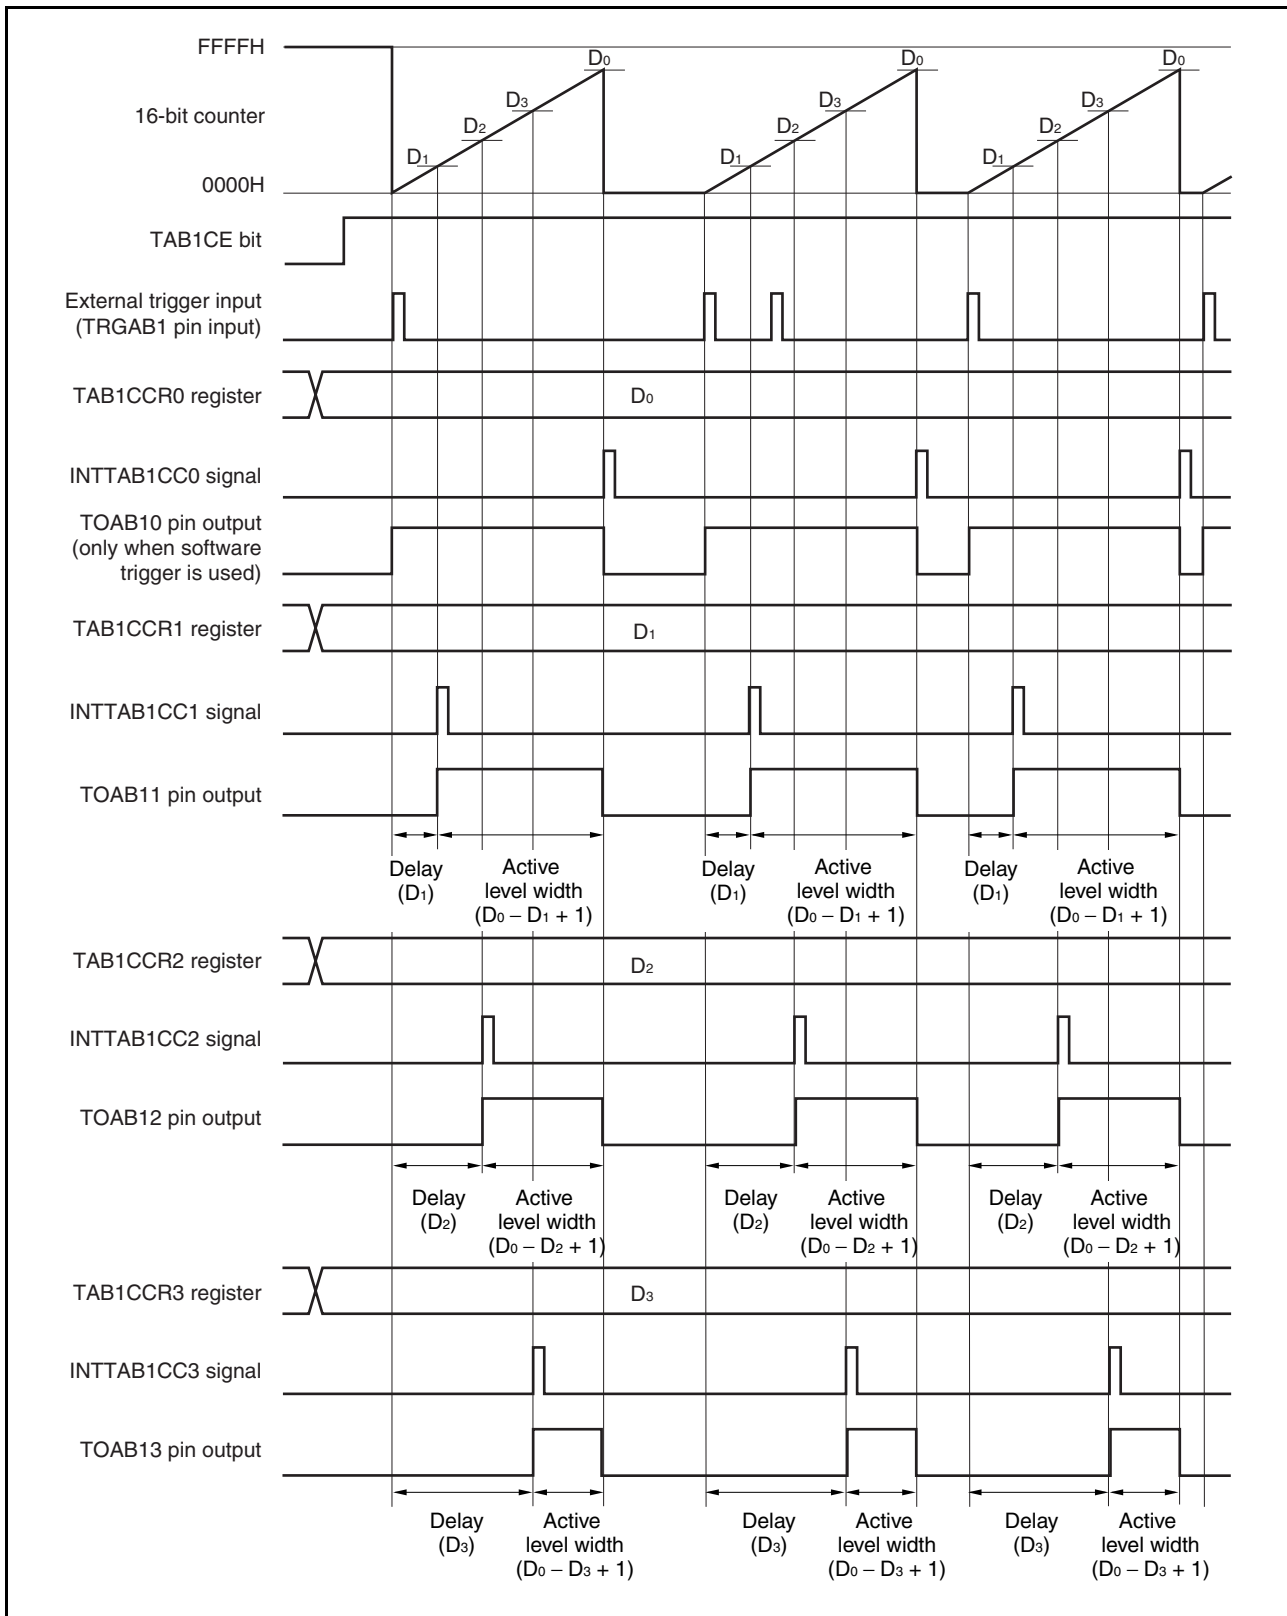 FFFFH
D0 D0 D0
D3 D3 D3
16-bit counter
D2 D2 D2
D1 D1 D1
0000H
TAB1CE bit
External trigger input
(TRGAB1 pin input)
TAB1CCR0 register D0
INTTAB1CC0 signal
TOAB10 pin output
(only when software
trigger is used)
TAB1CCR1 register D1
INTTAB1CC1 signal
TOAB11 pin output
Delay Active Delay Active Delay Active
(D1) level width (D1) level width (D1) level width
(D0 – D1 + 1) (D0 – D1 + 1) (D0 – D1 + 1)
TAB1CCR2 register D2
INTTAB1CC2 signal
TOAB12 pin output
Delay Active Delay Active Delay Active
(D2) level width (D2) level width (D2) level width
(D0 – D2 + 1) (D0 – D2 + 1) (D0 – D2 + 1)
TAB1CCR3 register D3
INTTAB1CC3 signal
TOAB13 pin output
Delay Active Delay Active Delay Active
(D3) level width (D3) level width (D3) level width
(D0 – D3 + 1) (D0 – D3 + 1) (D0 – D3 + 1)